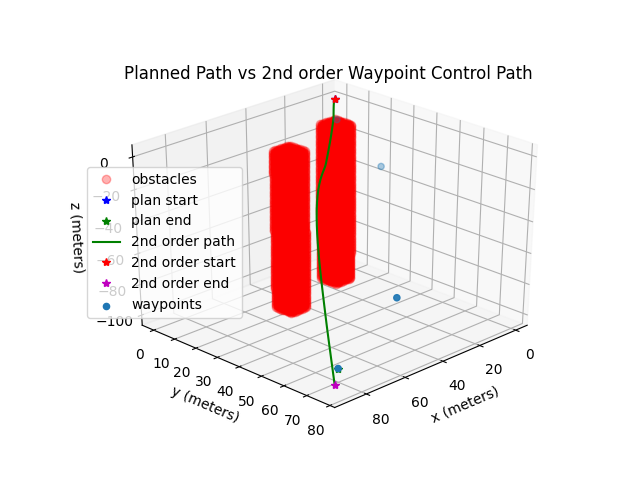 Planned Path vs 2nd order Waypoint Control Path
obstacles
plan start
plan end
2nd order path
2nd order start
2nd order end
waypoints
z (meters)
0
−20
−40
−60
−80
−100
y (meters)
0
10
20
30
40
50
60
70
80
x (meters)
80
60
40
20
0